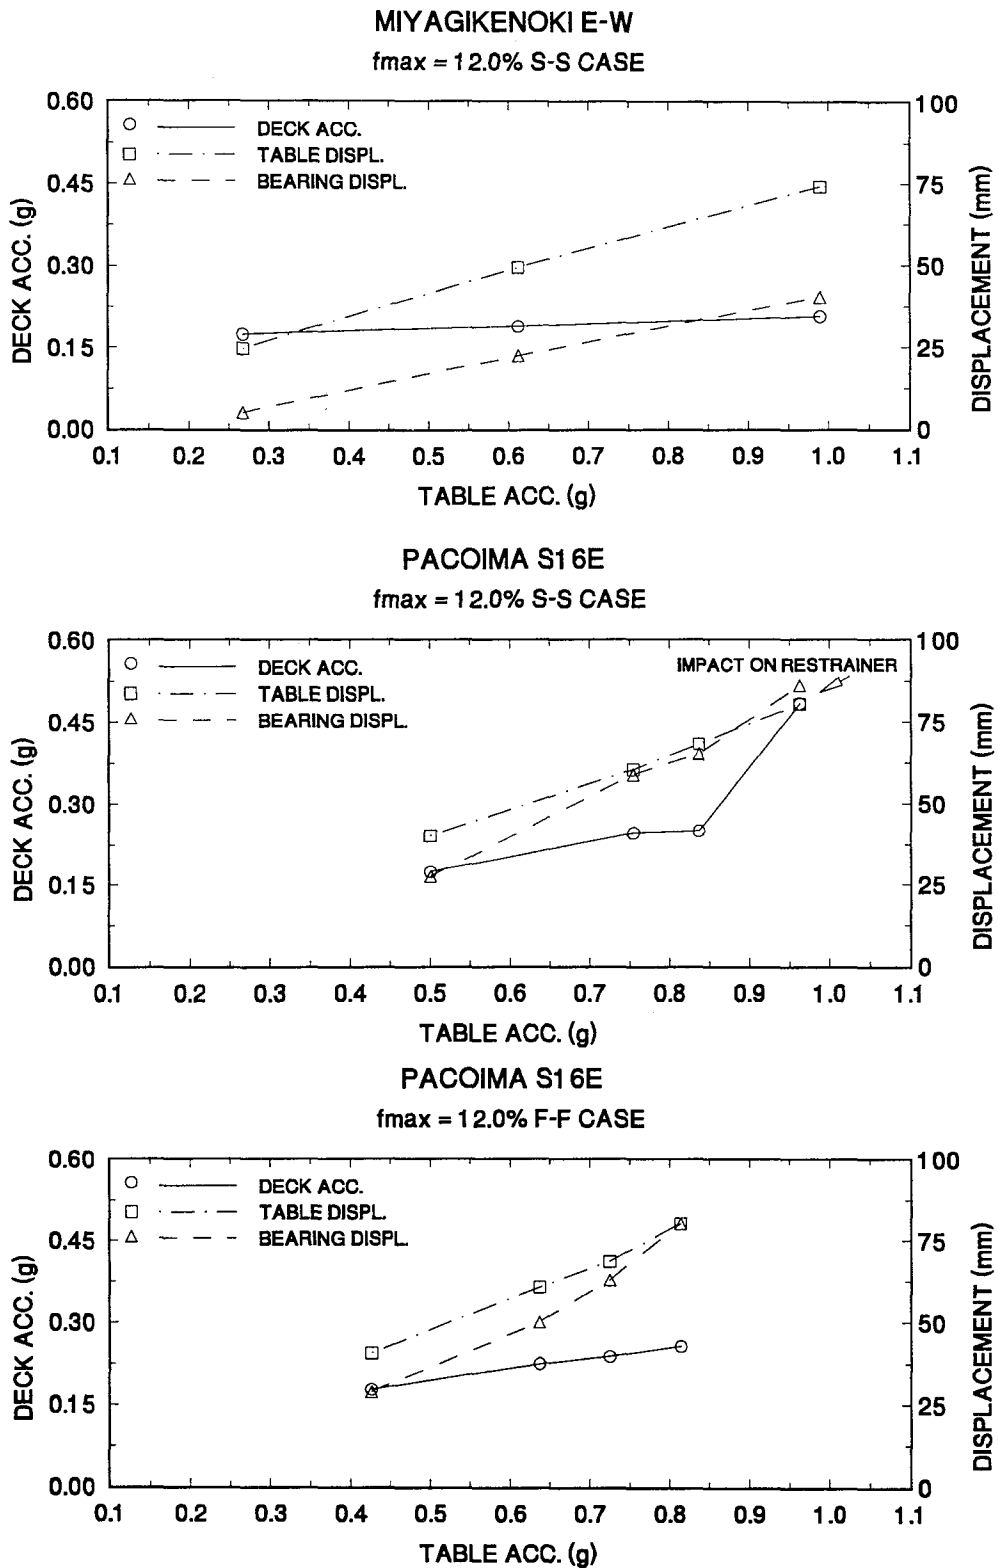 MIYAGIKENOKI E-W
fmax = 12.0% S-S CASE
0.60
0.45
0.30
0.15
0.00
DECK ACC. (g)
DECK ACC.
TABLE DISPL.
BEARING DISPL.
100
75
50
25
0
DISPLACEMENT (mm)
0.1 0.2 0.3 0.4 0.5 0.6 0.7 0.8 0.9 1.0 1.1
TABLE ACC. (g)
PACOIMA S16E
fmax = 12.0% S-S CASE
0.60
0.45
0.30
0.15
0.00
DECK ACC. (g)
DECK ACC.
TABLE DISPL.
BEARING DISPL.
IMPACT ON RESTRAINER
100
75
50
25
0
DISPLACEMENT (mm)
0.1 0.2 0.3 0.4 0.5 0.6 0.7 0.8 0.9 1.0 1.1
TABLE ACC. (g)
PACOIMA S16E
fmax = 12.0% F-F CASE
0.60
0.45
0.30
0.15
0.00
DECK ACC. (g)
DECK ACC.
TABLE DISPL.
BEARING DISPL.
100
75
50
25
0
DISPLACEMENT (mm)
0.1 0.2 0.3 0.4 0.5 0.6 0.7 0.8 0.9 1.0 1.1
TABLE ACC. (g)